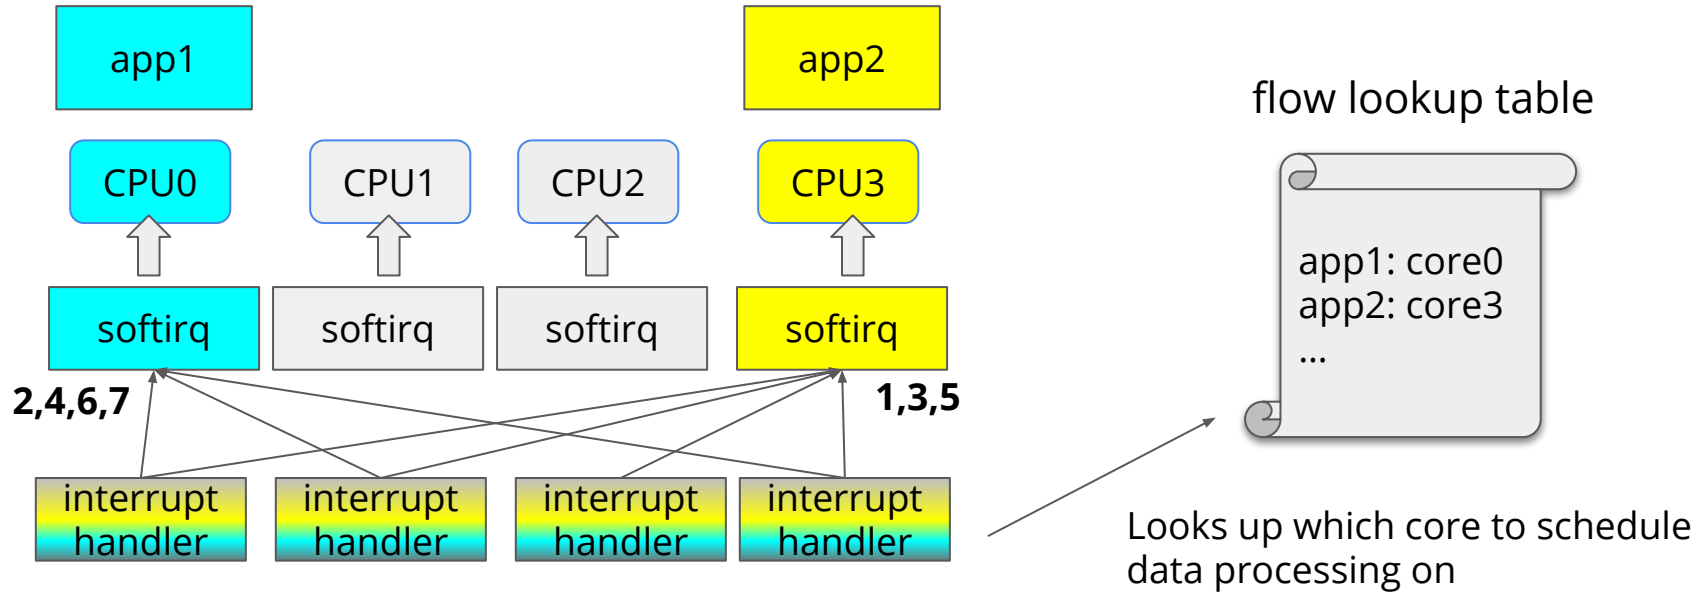 app1
app2
CPU0
CPU1
CPU2
CPU3
softirq
softirq
softirq
softirq
2,4,6,7
1,3,5
interrupt
handler
interrupt
handler
interrupt
handler
interrupt
handler
flow lookup table
app1: core0
app2: core3
...
Looks up which core to schedule
data processing on